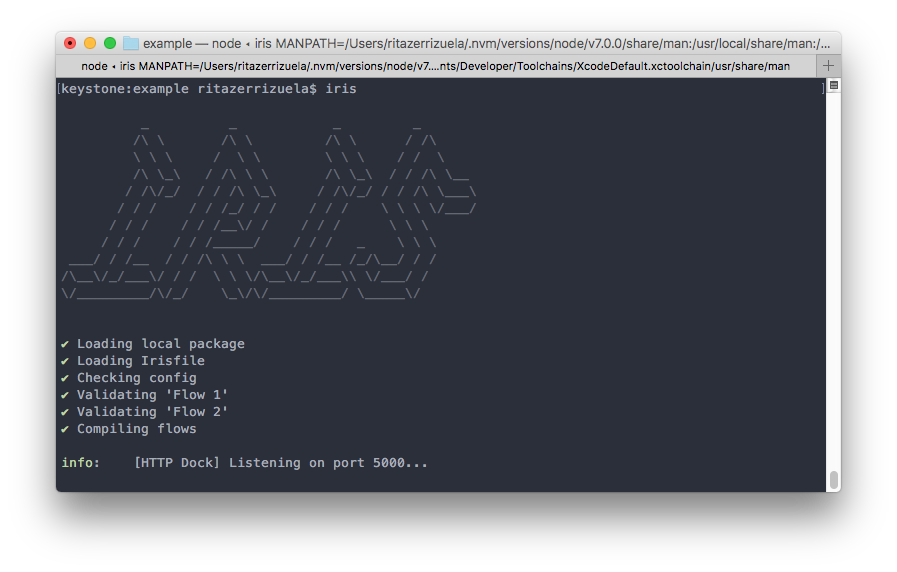 example — node ‹ iris MANPATH=/Users/ritazerrizuela/.nvm/versions/node/v7.0.0/share/man:/usr/local/share/man:/...
node ‹ iris MANPATH=/Users/ritazerrizuela/.nvm/versions/node/v7....nts/Developer/Toolchains/XcodeDefault.xctoolchain/usr/share/man
[keystone:example ritazerrizuela$ iris ]
IRIS
✔ Loading local package
✔ Loading Irisfile
✔ Checking config
✔ Validating 'Flow 1'
✔ Validating 'Flow 2'
✔ Compiling flows
info: [HTTP Dock] Listening on port 5000...